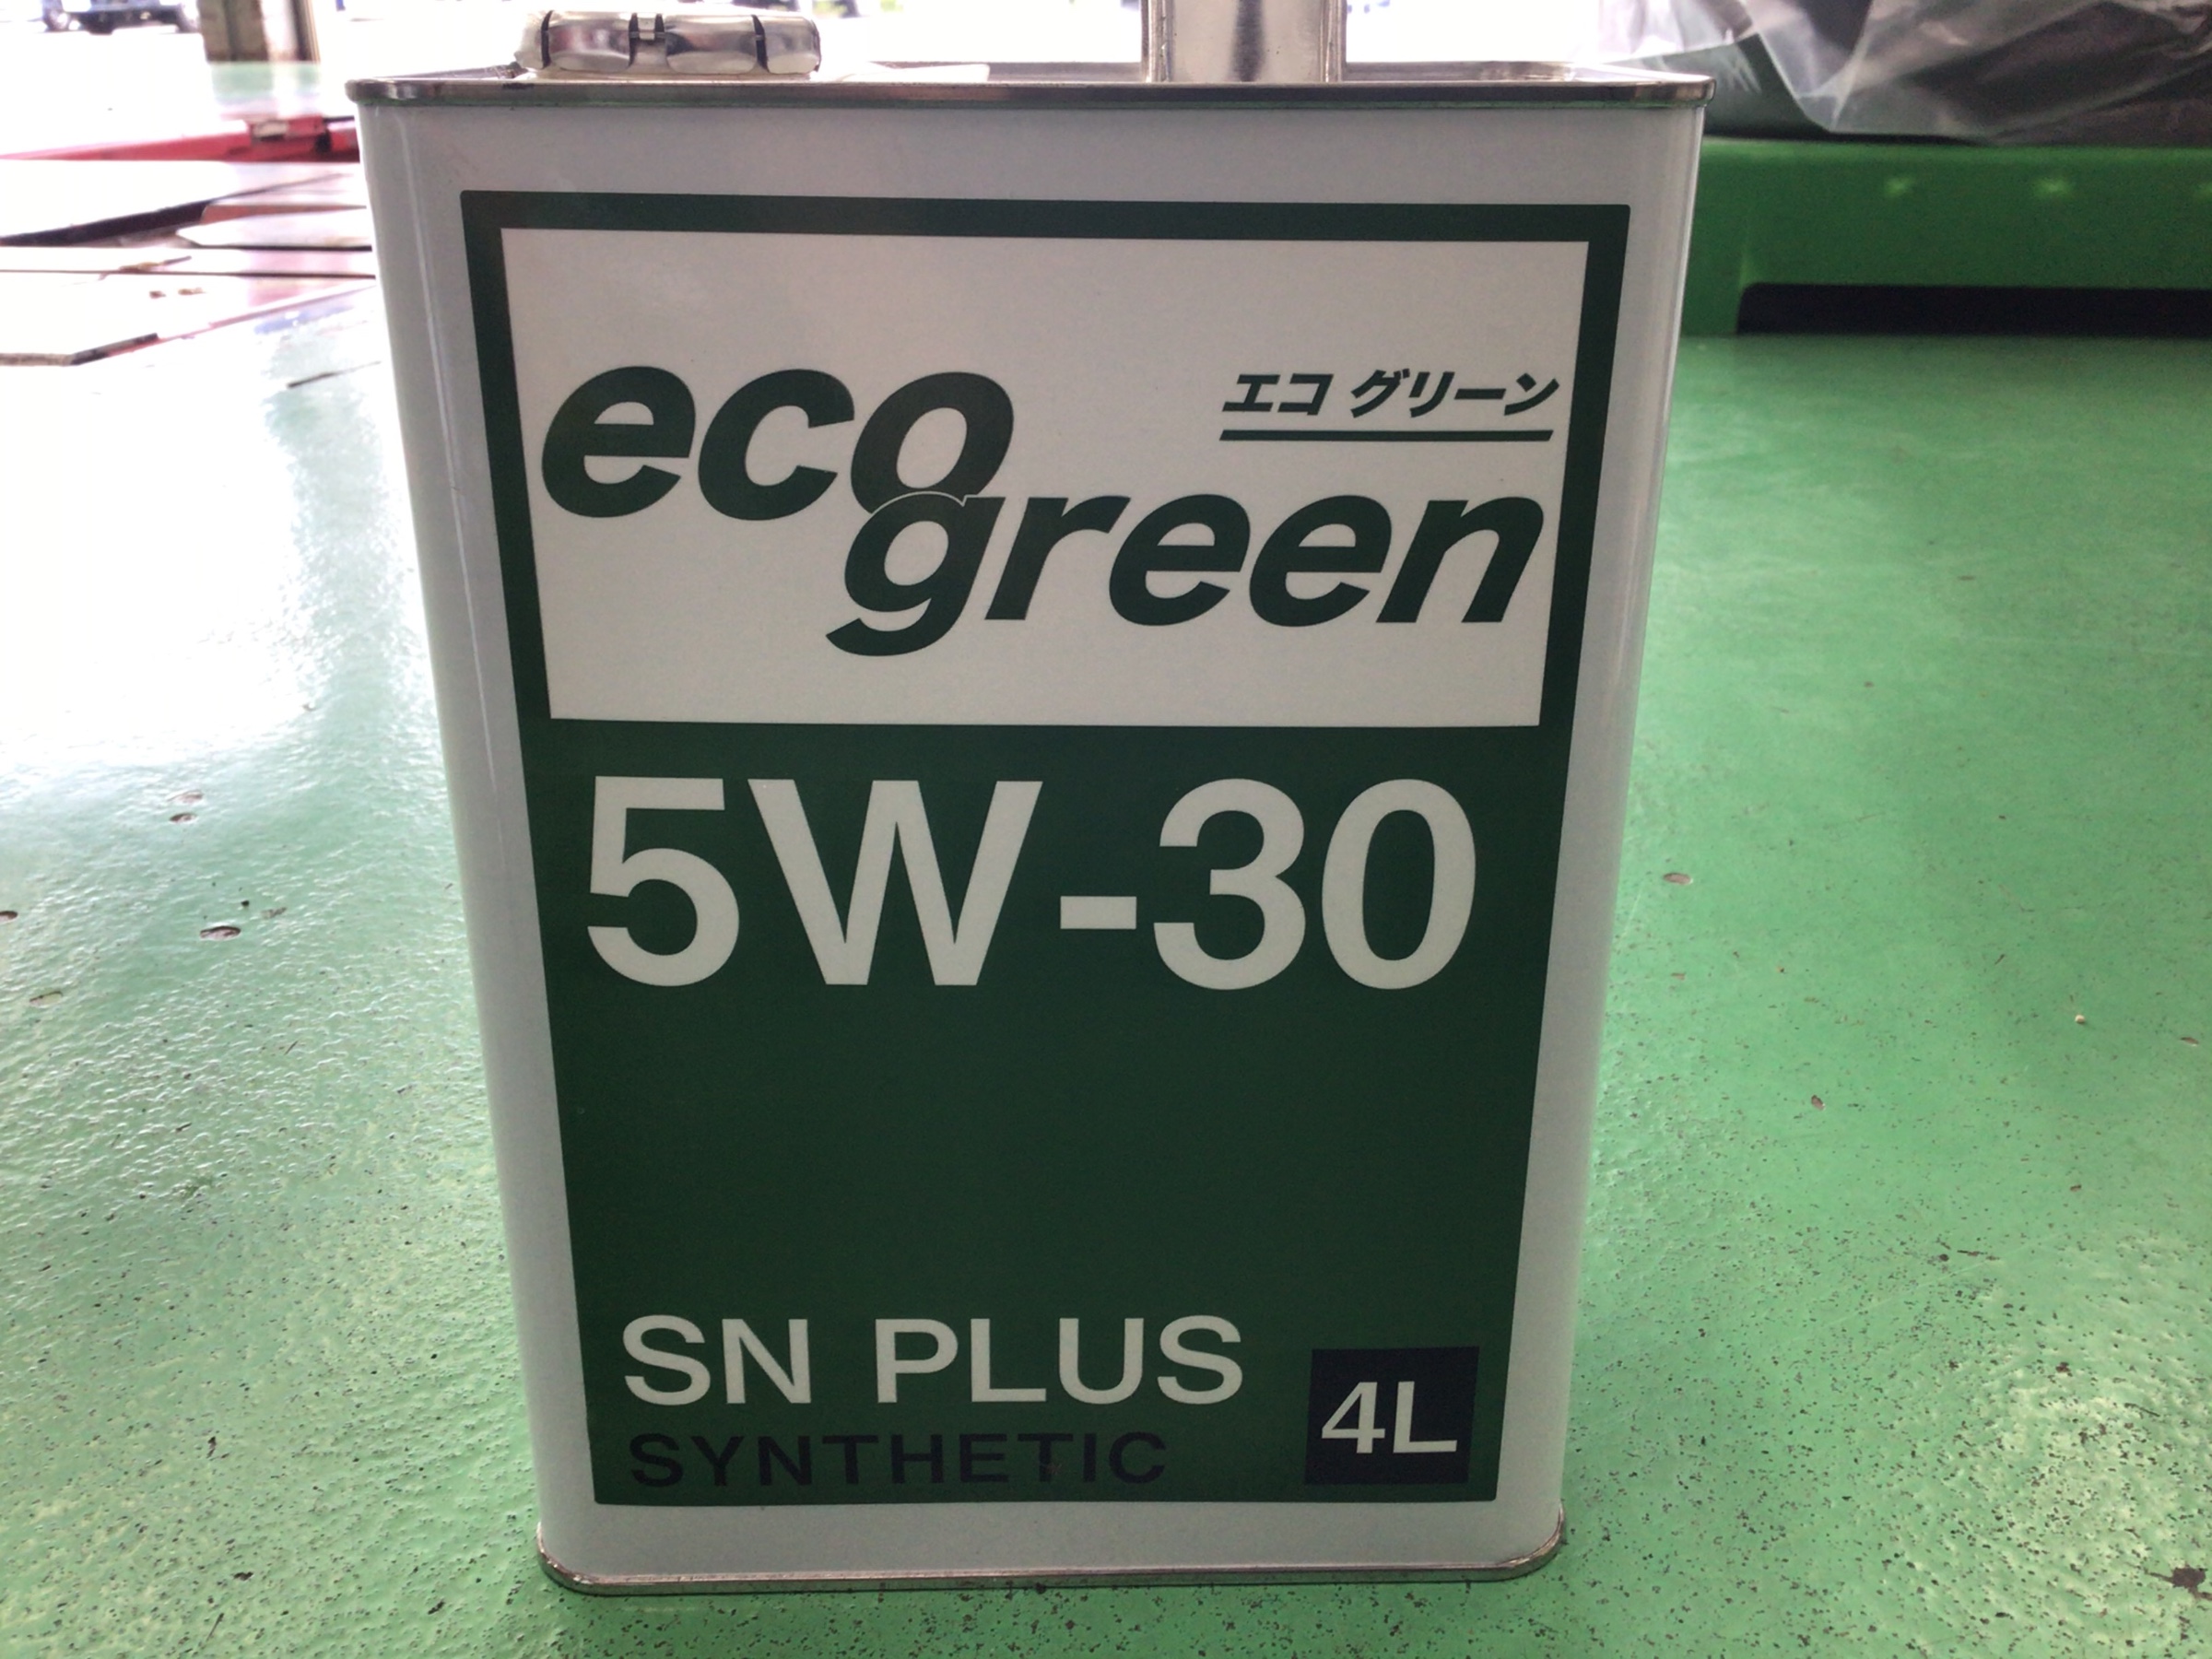 eco
エコ グリーン
green
5W-30
SN PLUS
SYNTHETIC
4L